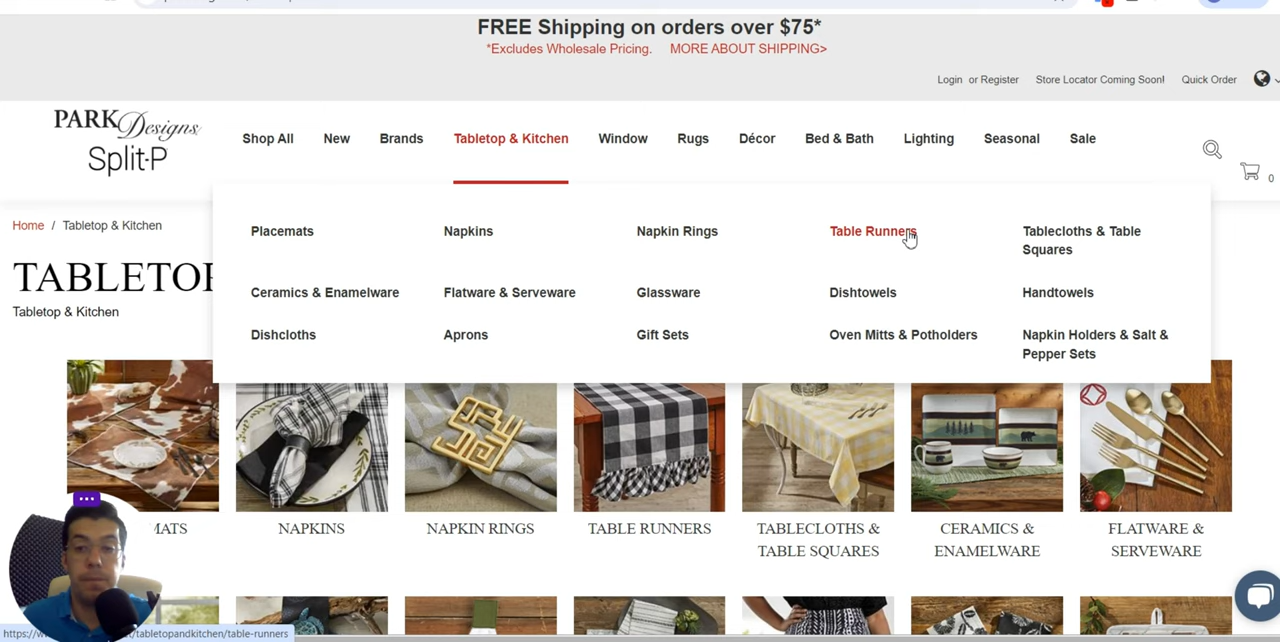 FREE Shipping on orders over $75*
*Excludes Wholesale Pricing. MORE ABOUT SHIPPING>
Login or Register Store Locator Coming Soon! Quick Order
PARK Designs
Split-P
Shop All New Brands Tabletop & Kitchen Window Rugs Décor Bed & Bath Lighting Seasonal Sale
0
Home / Tabletop & Kitchen
Placemats Napkins Napkin Rings Table Runners Tablecloths & Table
Squares
TABLETO
Tabletop & Kitchen
Ceramics & Enamelware Flatware & Serveware Glassware Dishtowels Handtowels
Dishcloths Aprons Gift Sets Oven Mitts & Potholders Napkin Holders & Salt &
Pepper Sets
MATS NAPKINS NAPKIN RINGS TABLE RUNNERS TABLECLOTHS & CERAMICS & FLATWARE &
TABLE SQUARES ENAMELWARE SERVEWARE
tabletopandkitchen/table-runners